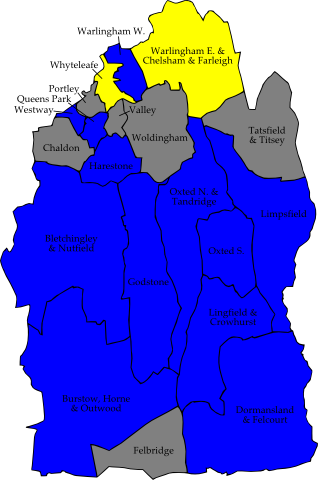 Warlingham W.
Warlingham E. &
Chelsham & Farleigh
Whyteleafe
Portley
Queens Park
Westway
Valley
Woldingham
Tatsfield
& Titsey
Chaldon
Harestone
Oxted N. &
Tandridge
Limpsfield
Bletchingley
& Nutfield
Oxted S.
Godstone
Lingfield &
Crowhurst
Burstow, Horne
& Outwood
Dormansland
& Felcourt
Felbridge